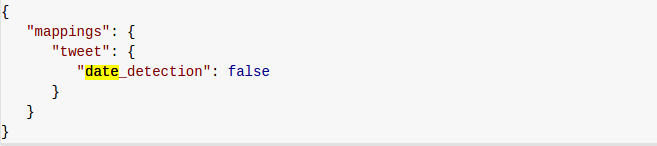 {
   "mappings": {
      "tweet": {
         "date_detection": false
      }
   }
}